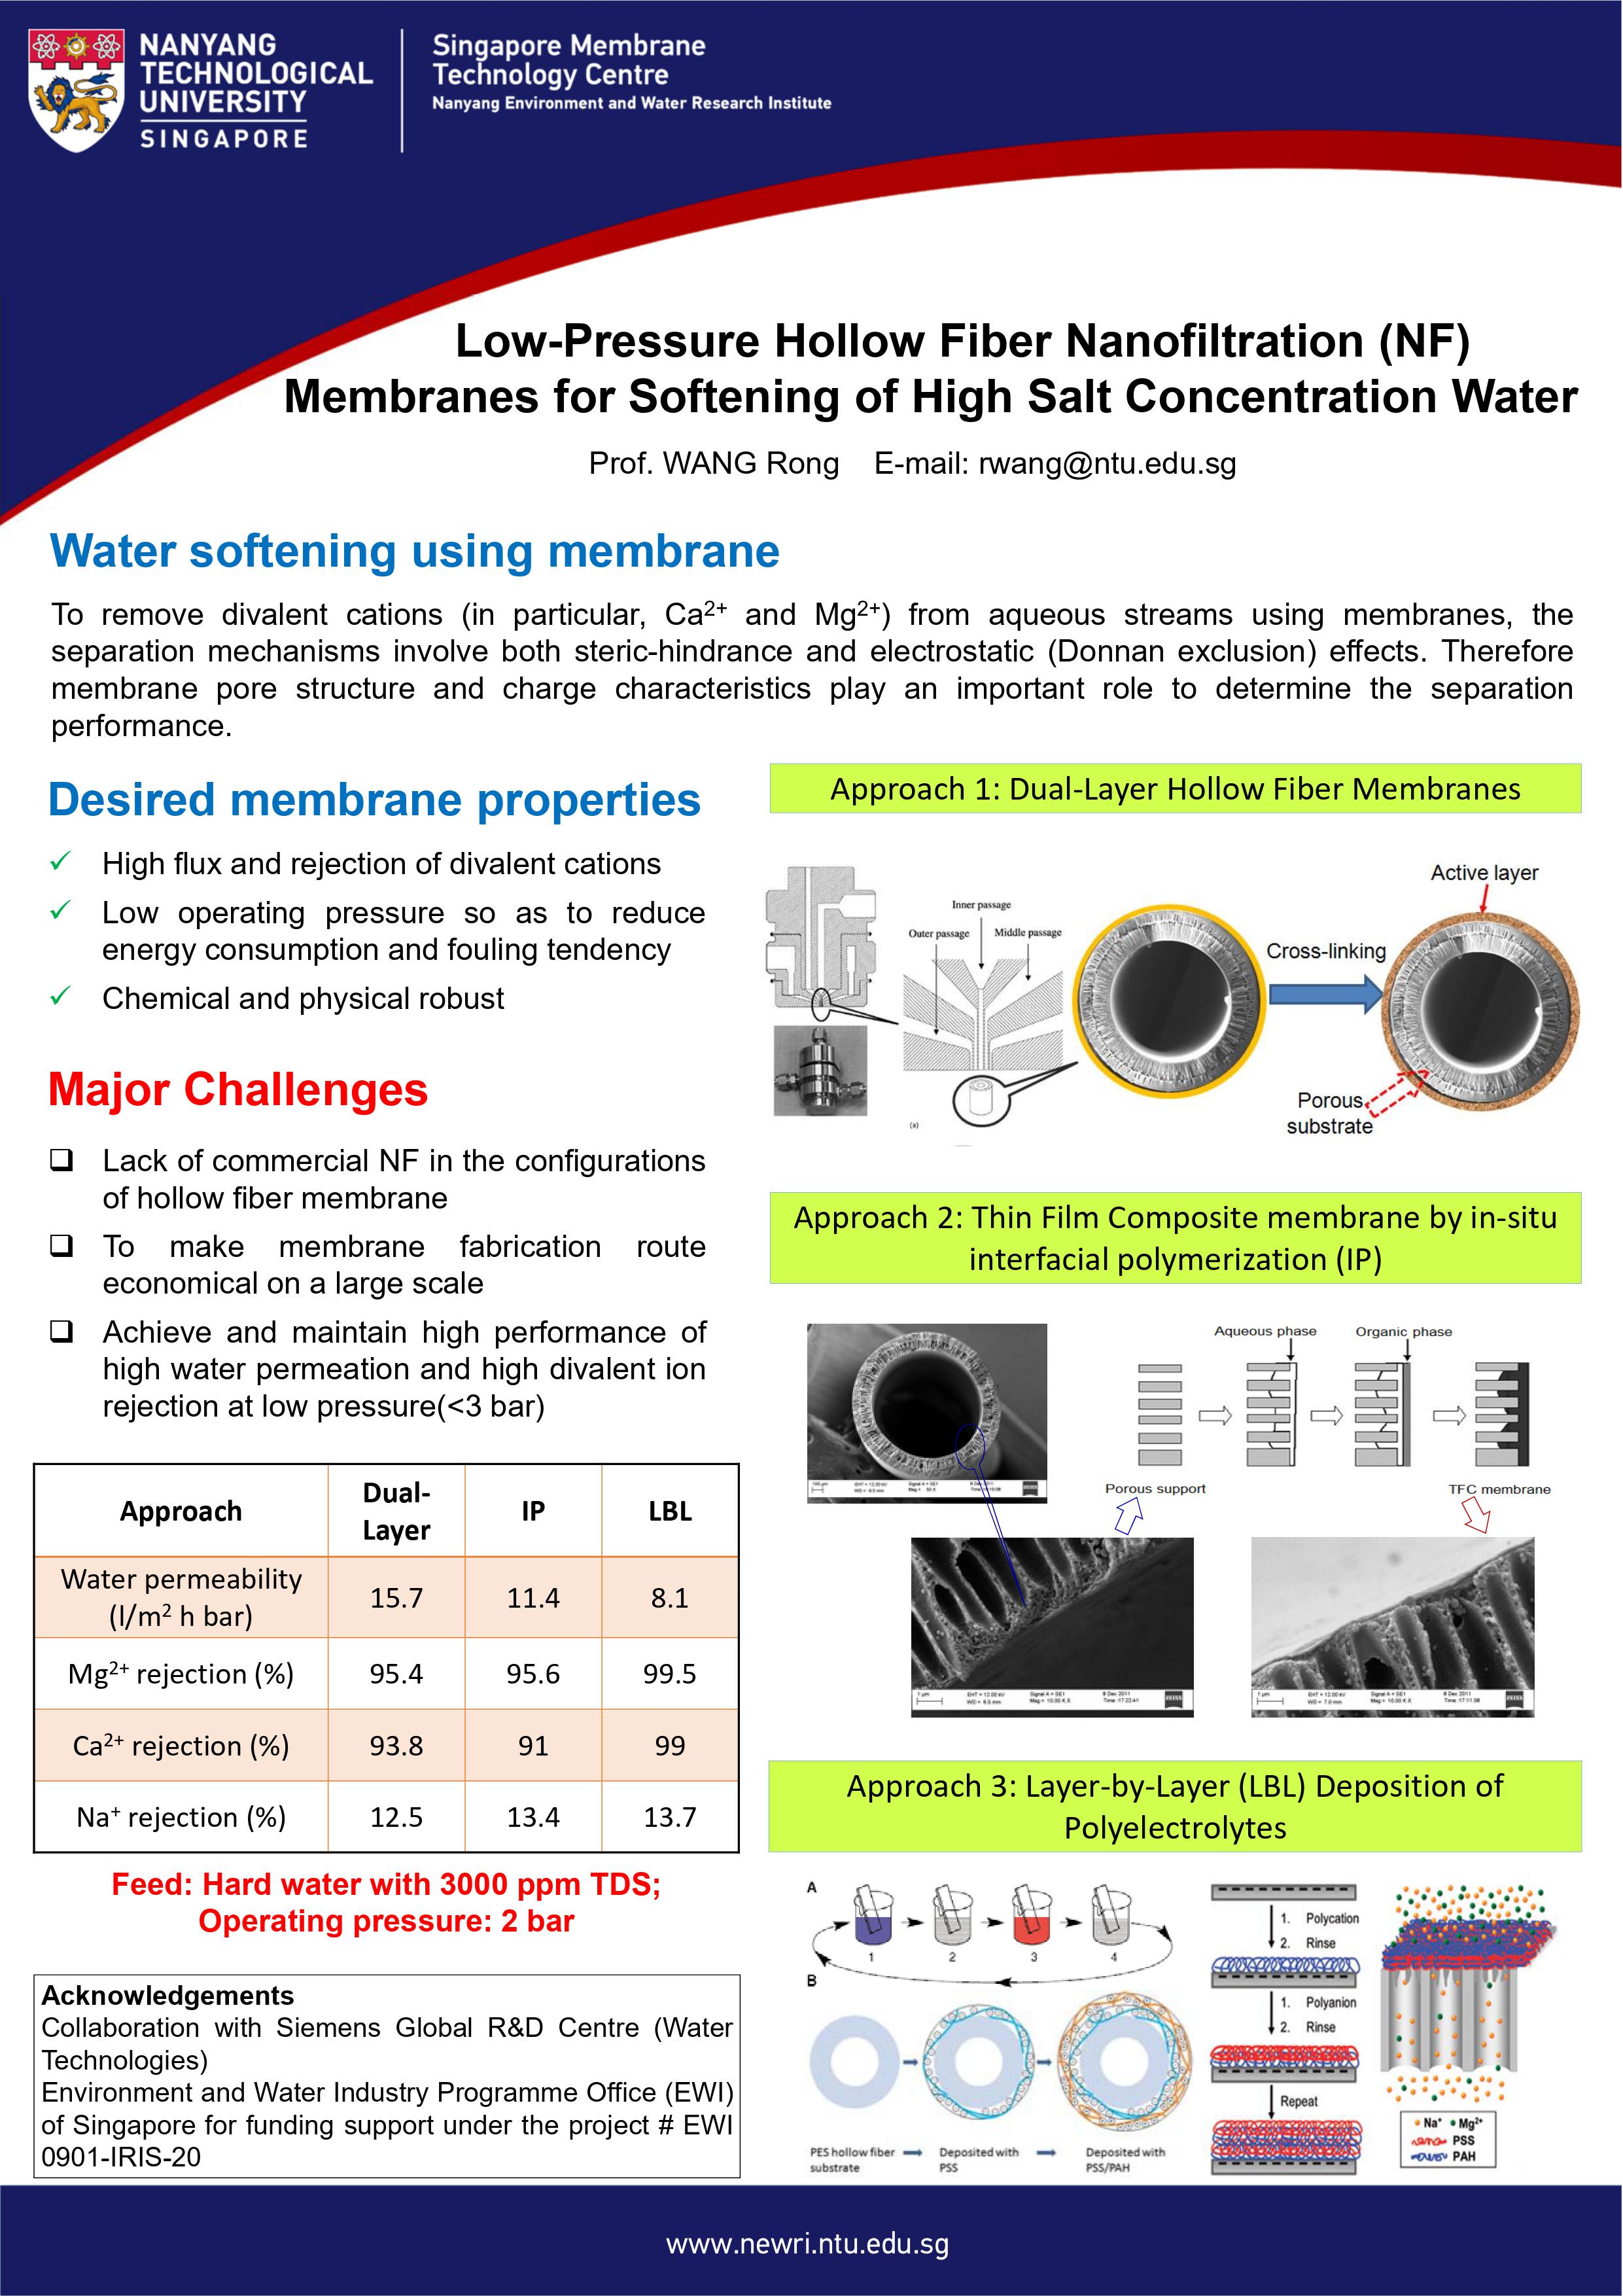 NANYANG
TECHNOLOGICAL
UNIVERSITY
SINGAPORE
Singapore Membrane
Technology Centre
Nanyang Environment and Water Research Institute
Low-Pressure Hollow Fiber Nanofiltration (NF)
Membranes for Softening of High Salt Concentration Water
Prof. WANG Rong E-mail: rwang@ntu.edu.sg
Water softening using membrane
To remove divalent cations (in particular, Ca2+ and Mg2+) from aqueous streams using membranes, the
separation mechanisms involve both steric-hindrance and electrostatic (Donnan exclusion) effects. Therefore
membrane pore structure and charge characteristics play an important role to determine the separation
performance.
Desired membrane properties
✓ High flux and rejection of divalent cations
✓ Low operating pressure so as to reduce
energy consumption and fouling tendency
✓ Chemical and physical robust
Major Challenges
❑ Lack of commercial NF in the configurations
of hollow fiber membrane
❑ To make membrane fabrication route
economical on a large scale
❑ Achieve and maintain high performance of
high water permeation and high divalent ion
rejection at low pressure(<3 bar)
Approach Dual-Layer IP LBL
Water permeability (l/m2 h bar) 15.7 11.4 8.1
Mg2+ rejection (%) 95.4 95.6 99.5
Ca2+ rejection (%) 93.8 91 99
Na+ rejection (%) 12.5 13.4 13.7
Feed: Hard water with 3000 ppm TDS;
Operating pressure: 2 bar
Acknowledgements
Collaboration with Siemens Global R&D Centre (Water
Technologies)
Environment and Water Industry Programme Office (EWI)
of Singapore for funding support under the project # EWI
0901-IRIS-20
Approach 1: Dual-Layer Hollow Fiber Membranes
Inner passage
Outer passage
Middle passage
(a)
Active layer
Cross-linking
Porous
substrate
Approach 2: Thin Film Composite membrane by in-situ
interfacial polymerization (IP)
Aqueous phase
Organic phase
Porous support
TFC membrane
Approach 3: Layer-by-Layer (LBL) Deposition of
Polyelectrolytes
A
1 2 3 4
B
PES hollow fiber
substrate
Deposited with
PSS
Deposited with
PSS/PAH
1. Polycation
2. Rinse
1. Polyanion
2. Rinse
Repeat
Na+ Mg2+
PSS
PAH
www.newri.ntu.edu.sg